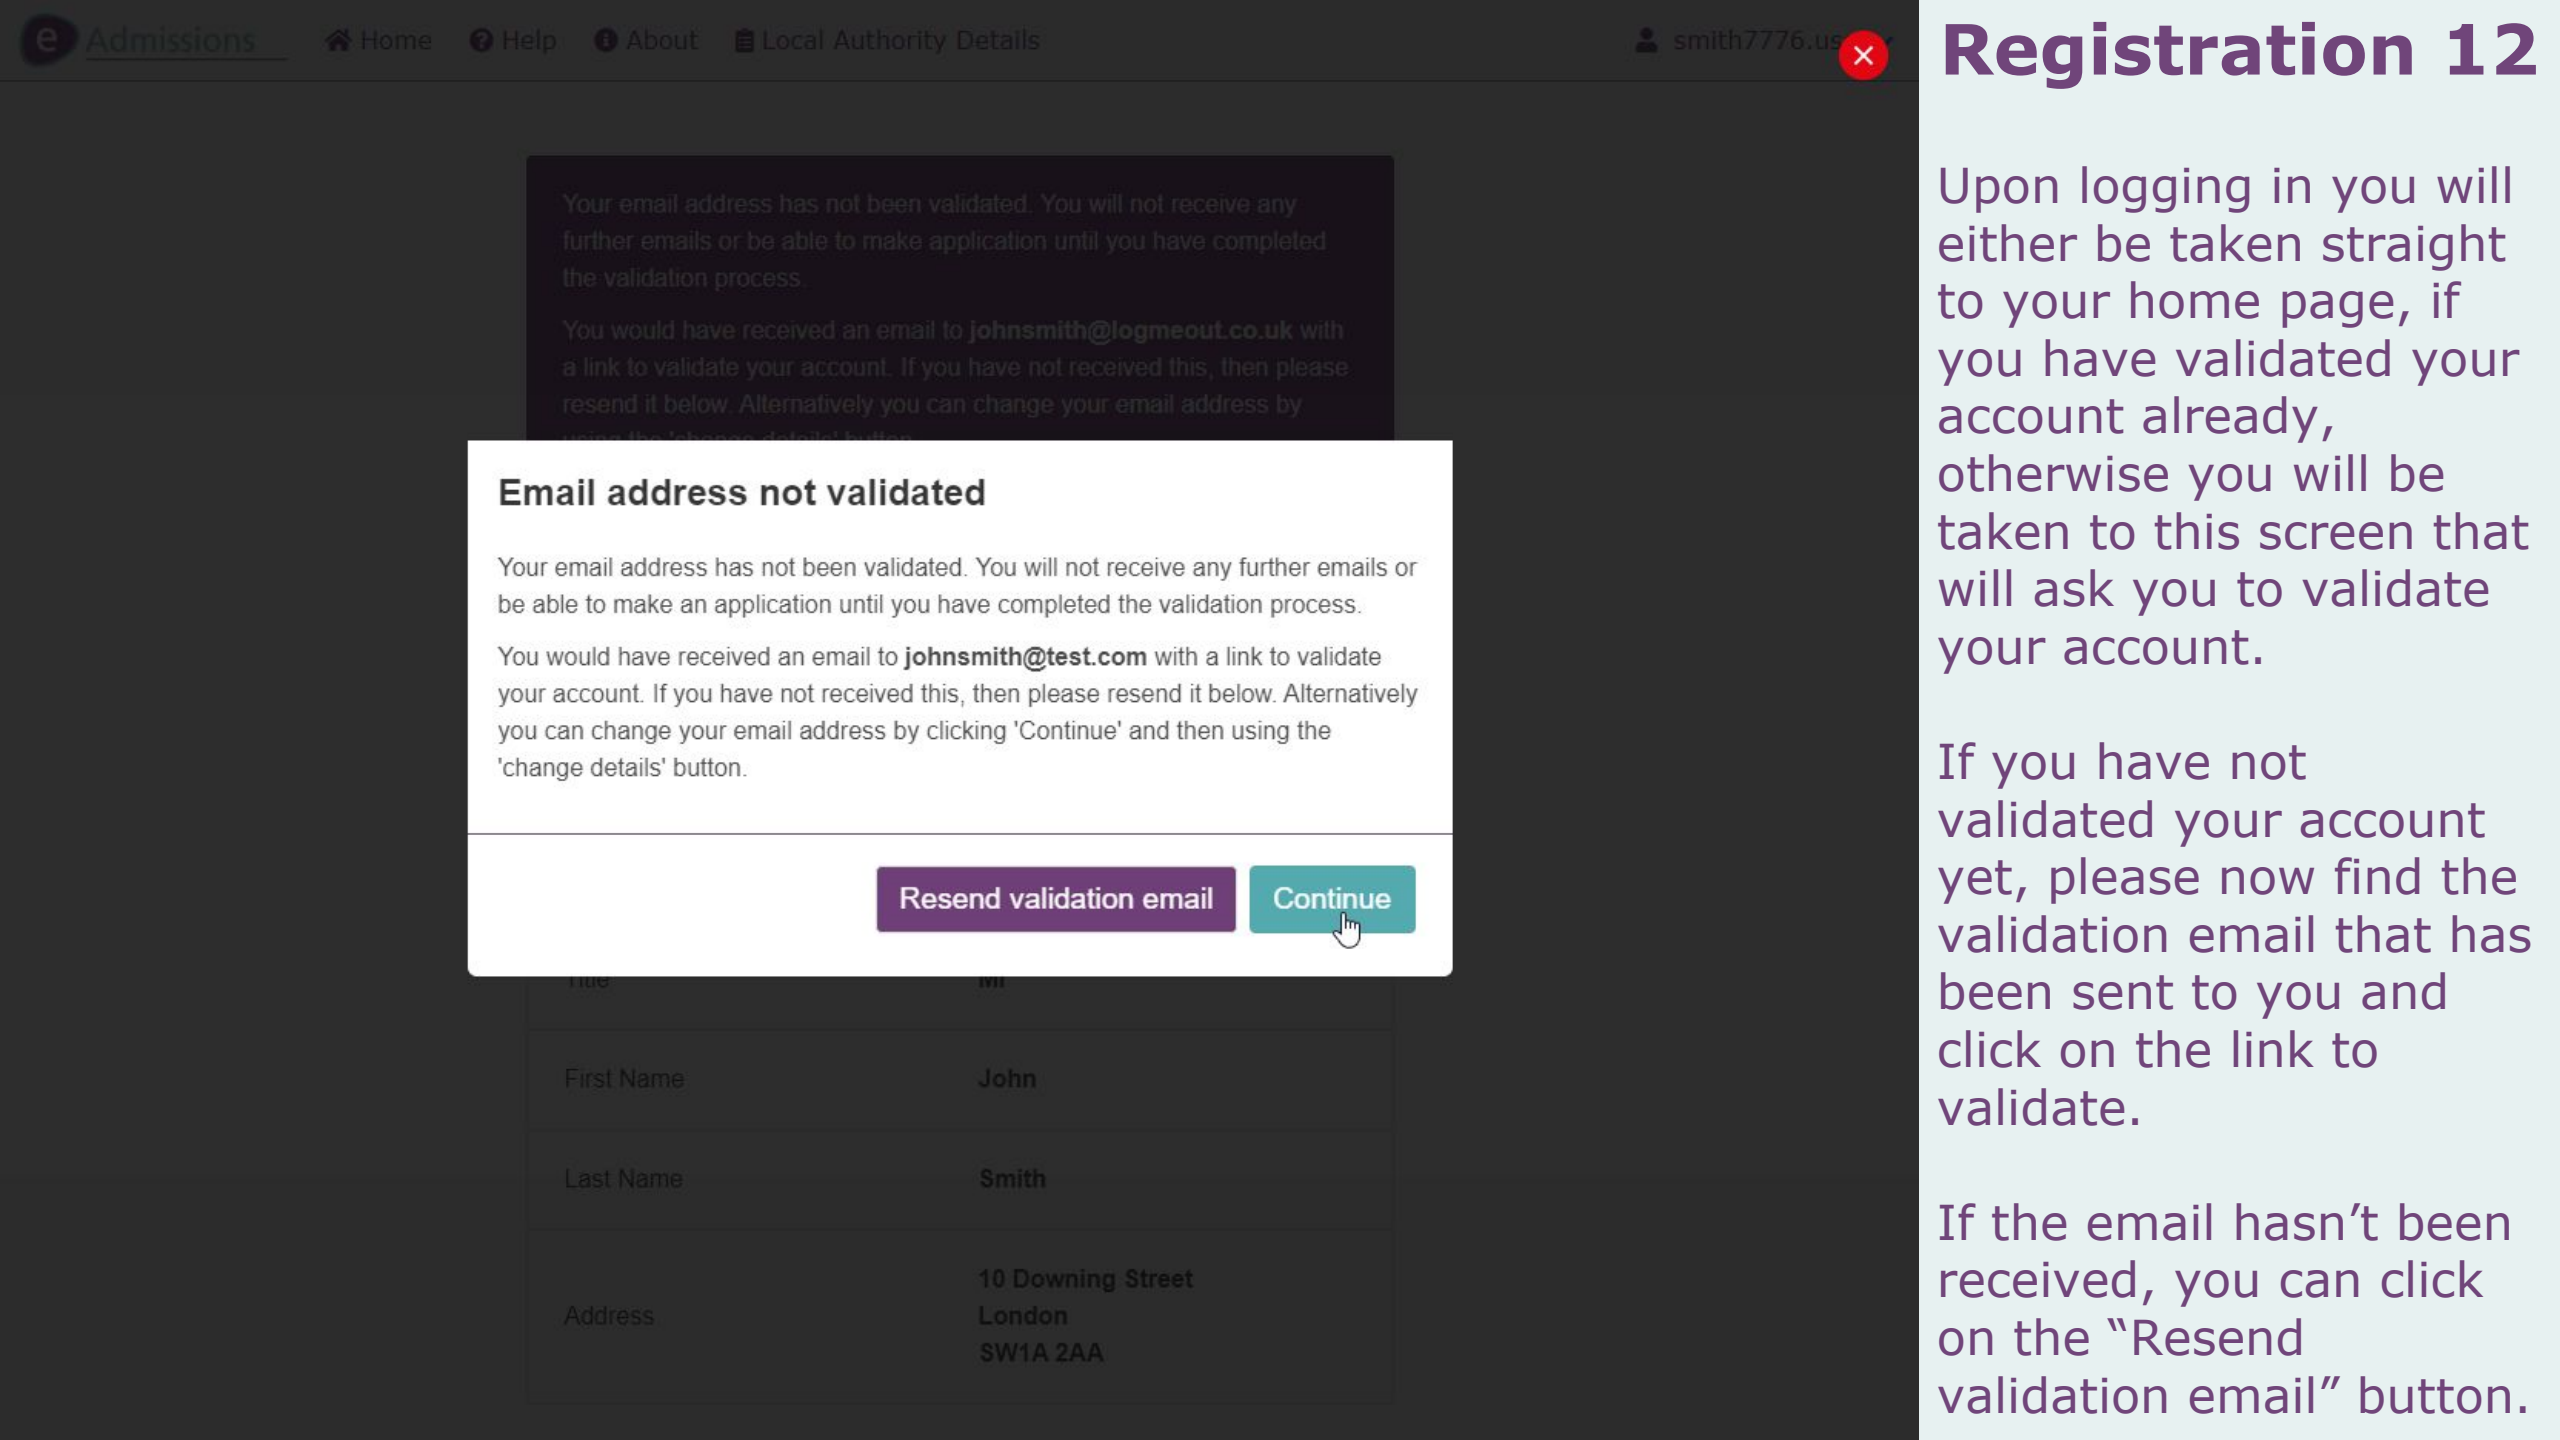 e Admissions Home Help About Local Authority Details smith7776.us
Your email address has not been validated. You will not receive any
further emails or be able to make application until you have completed
the validation process.
You would have received an email to johnsmith@logmeout.co.uk with
a link to validate your account. If you have not received this, then please
resend it below. Alternatively you can change your email address by
using the 'change details' button
Email address not validated
Your email address has not been validated. You will not receive any further emails or
be able to make an application until you have completed the validation process.
You would have received an email to johnsmith@test.com with a link to validate
your account. If you have not received this, then please resend it below. Alternatively
you can change your email address by clicking 'Continue' and then using the
'change details' button.
Resend validation email Continue
Title Mr
First Name John
Last Name Smith
10 Downing Street
Address London
SW1A 2AA
Registration 12
Upon logging in you will
either be taken straight
to your home page, if
you have validated your
account already,
otherwise you will be
taken to this screen that
will ask you to validate
your account.
If you have not
validated your account
yet, please now find the
validation email that has
been sent to you and
click on the link to
validate.
If the email hasn’t been
received, you can click
on the “Resend
validation email” button.